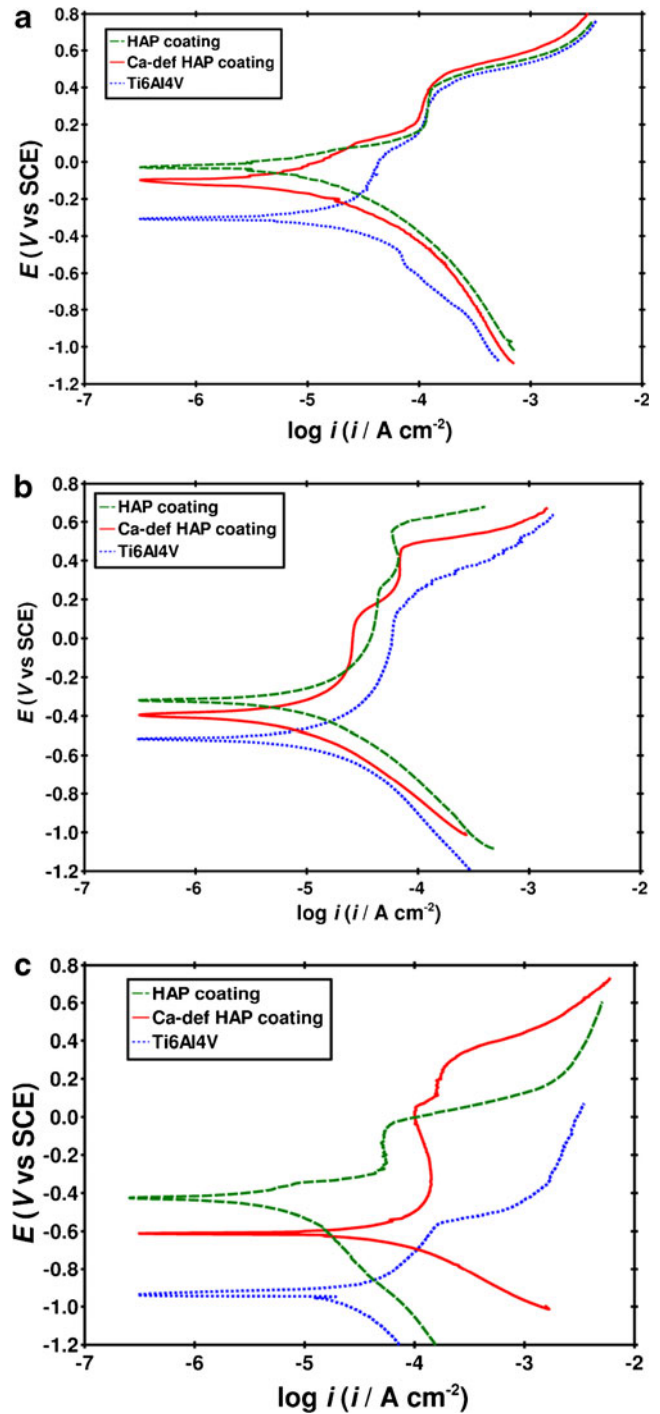 a
0.8
0.6
0.4
0.2
0.0
-0.2
-0.4
-0.6
-0.8
-1.0
-1.2
E (V vs SCE)
HAP coating
Ca-def HAP coating
Ti6Al4V
-7 -6 -5 -4 -3 -2
log i (i / A cm-2)
b
0.8
0.6
0.4
0.2
0.0
-0.2
-0.4
-0.6
-0.8
-1.0
-1.2
E (V vs SCE)
HAP coating
Ca-def HAP coating
Ti6Al4V
-7 -6 -5 -4 -3 -2
log i (i / A cm-2)
c
0.8
0.6
0.4
0.2
0.0
-0.2
-0.4
-0.6
-0.8
-1.0
-1.2
E (V vs SCE)
HAP coating
Ca-def HAP coating
Ti6Al4V
-7 -6 -5 -4 -3 -2
log i (i / A cm-2)